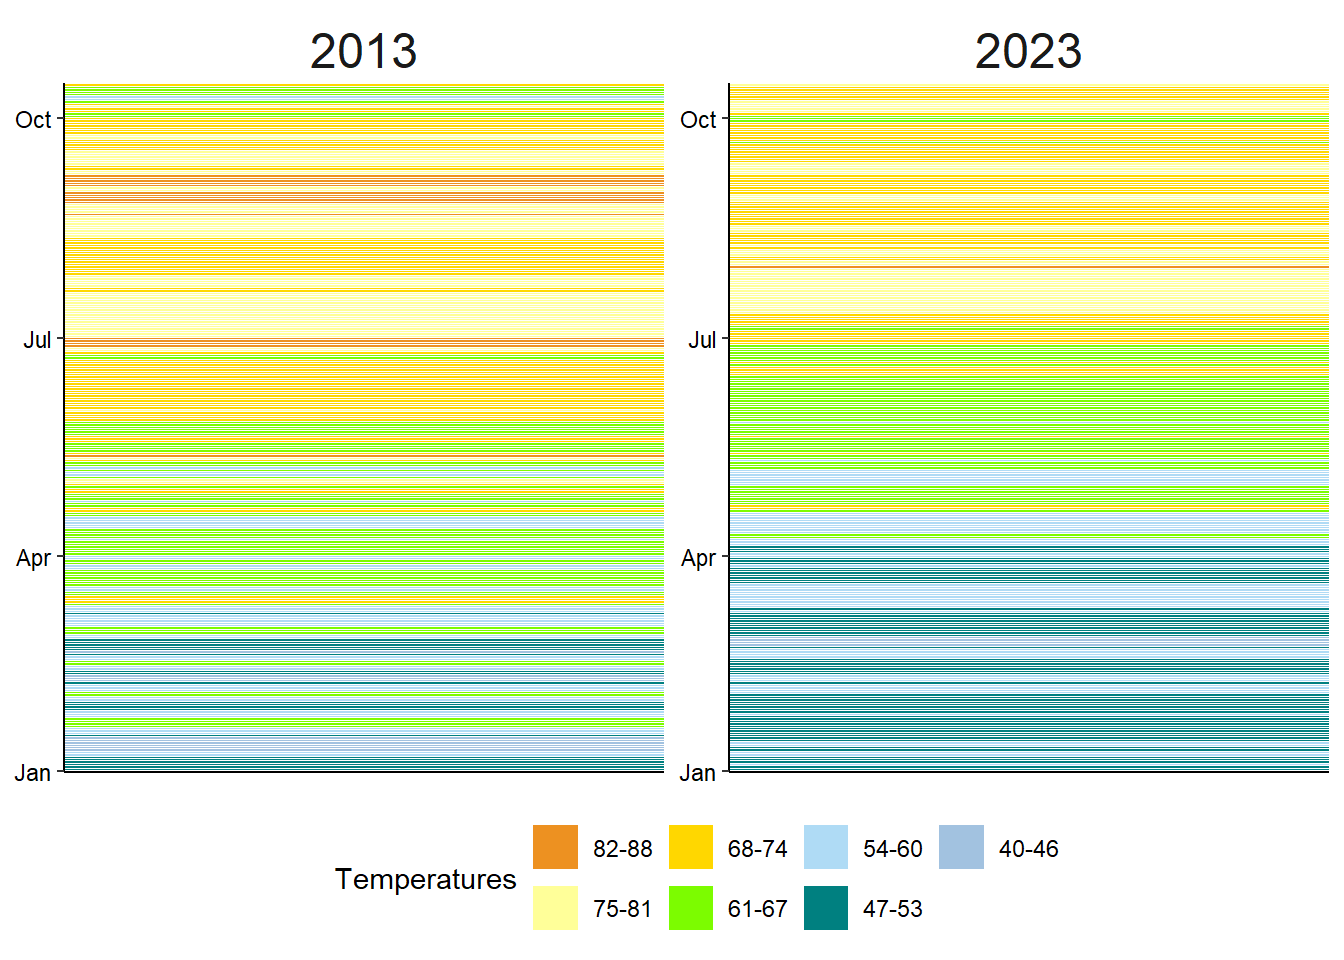 2013
2023
Oct
Jul
Apr
Jan
Oct
Jul
Apr
Jan
Temperatures
82-88
68-74
54-60
40-46
75-81
61-67
47-53